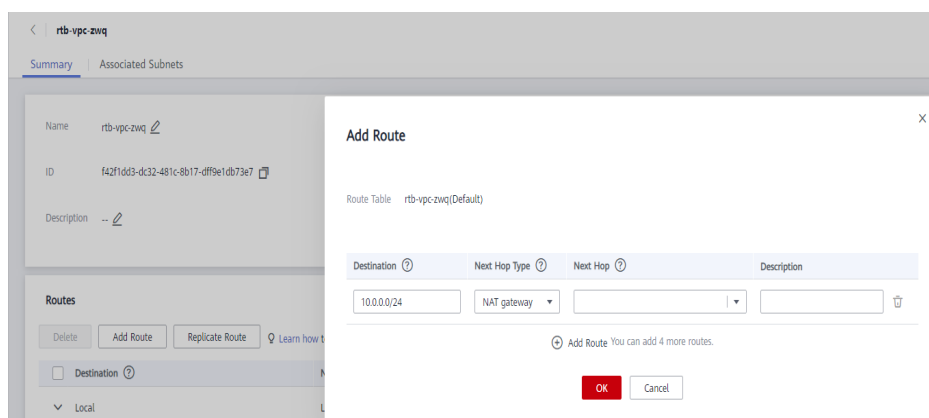 rtb-vpc-zwq
Summary Associated Subnets
Name rtb-vpc-zwq
ID f42f1dd3-dc32-481c-8b17-dff9e1db73e7
Description --
Routes
Delete Add Route Replicate Route Learn how t
Destination N
Local L
Add Route
Route Table rtb-vpc-zwq(Default)
Destination Next Hop Type Next Hop Description
10.0.0.0/24 NAT gateway
Add Route You can add 4 more routes.
OK Cancel